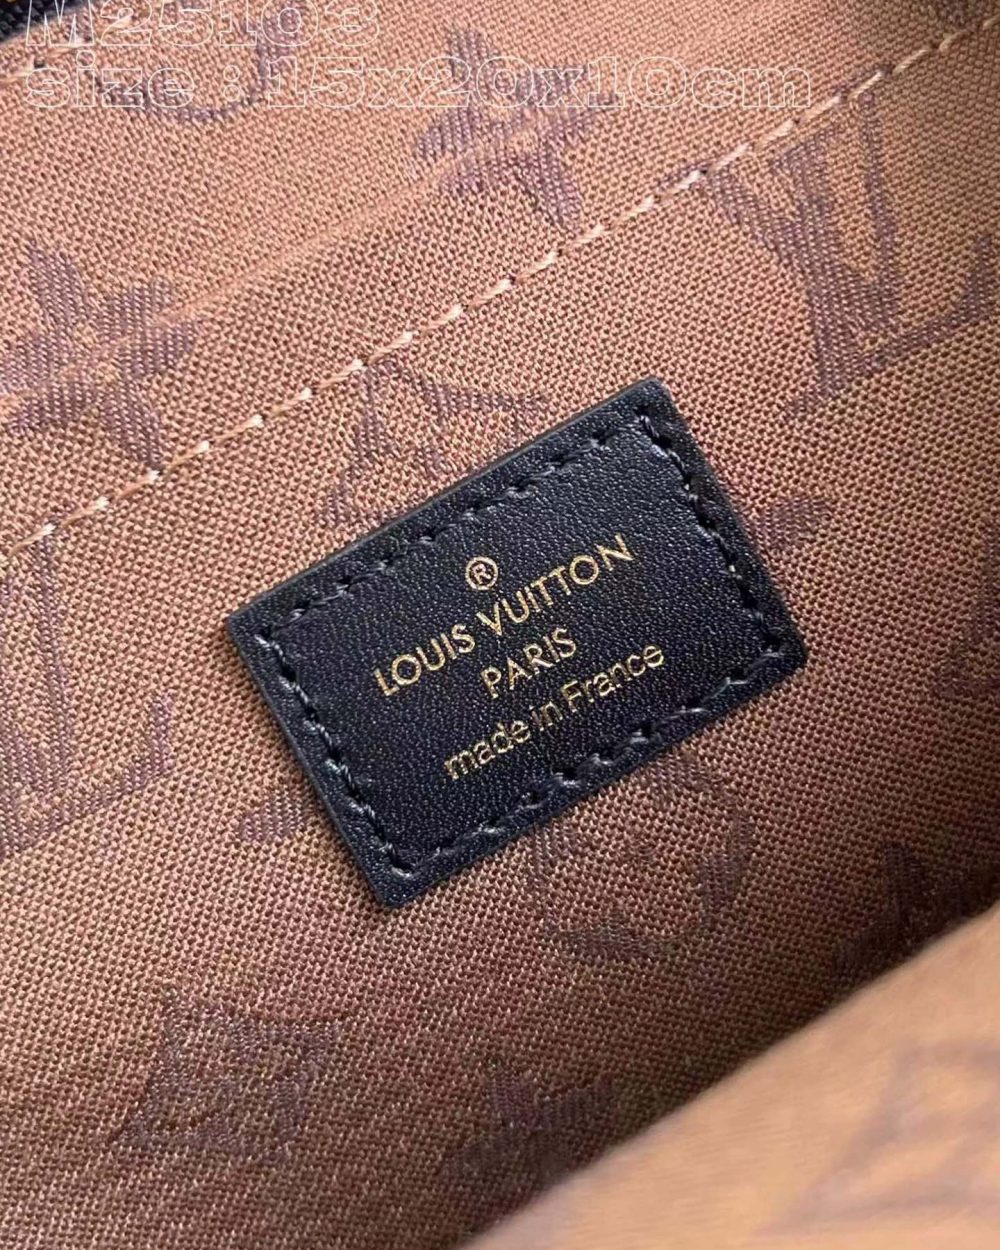 M25103
size : 15x20x10cm
®
LOUIS VUITTON
PARIS
made in France